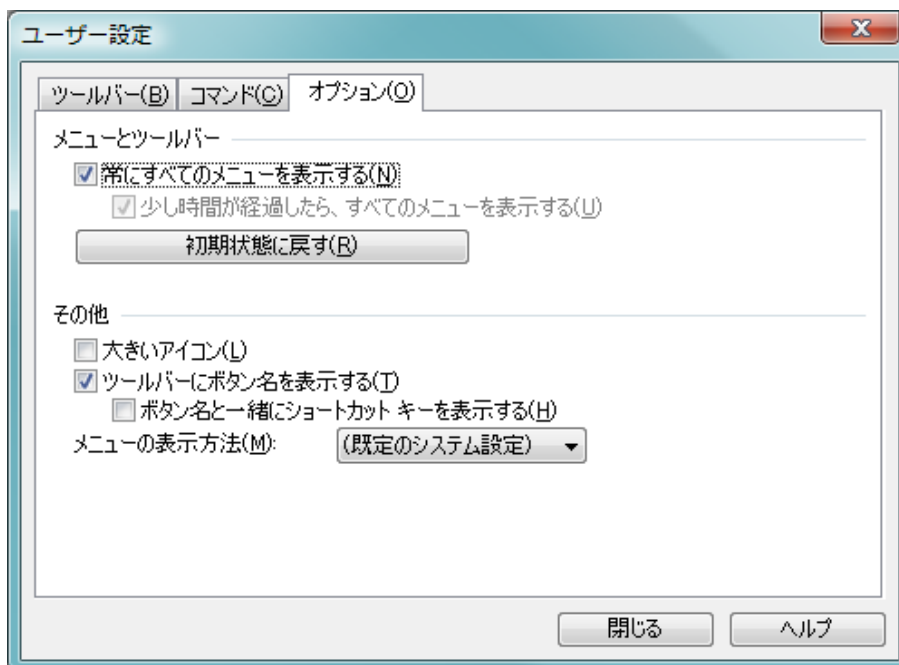 ユーザー設定
ツールバー(B) コマンド(C) オプション(O)
メニューとツールバー
常にすべてのメニューを表示する(N)
少し時間が経過したら、すべてのメニューを表示する(U)
初期状態に戻す(R)
その他
大きいアイコン(L)
ツールバーにボタン名を表示する(T)
ボタン名と一緒にショートカット キーを表示する(H)
メニューの表示方法(M): (既定のシステム設定)
閉じる ヘルプ